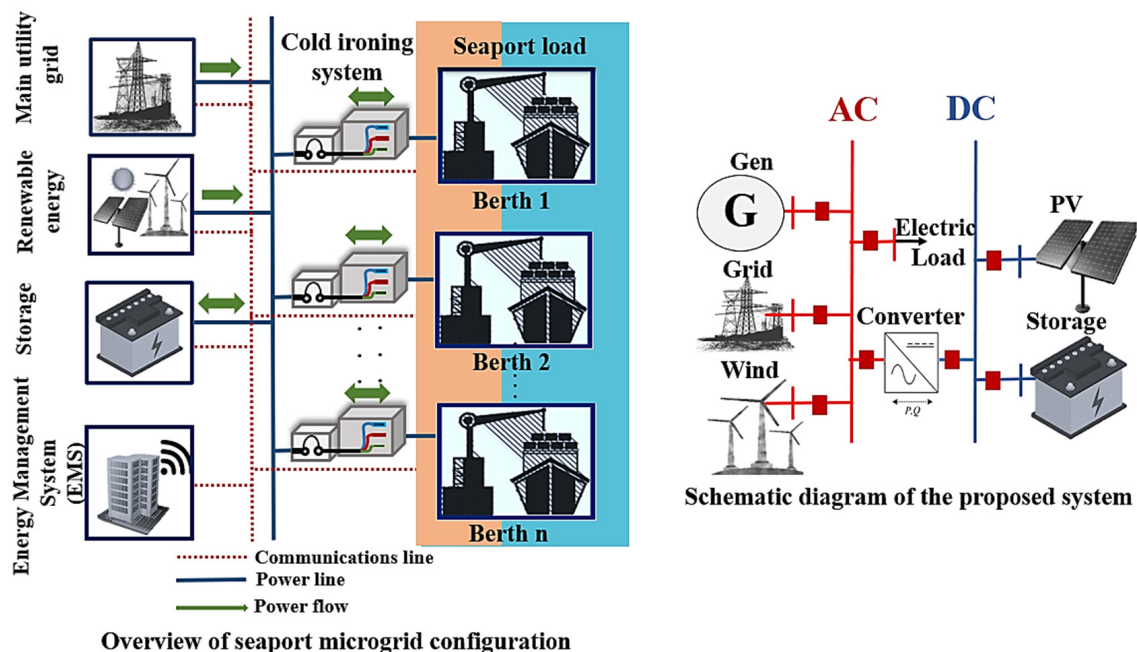 Main utility
grid
Renewable
energy
Storage
Energy Management
System
(EMS)
Cold ironing
system
Seaport load
Berth 1
Berth 2
Berth n
Communications line
Power line
Power flow
Overview of seaport microgrid configuration
AC
DC
Gen
G
Electric
Load
PV
Grid
Converter
Storage
Wind
P,Q
Schematic diagram of the proposed system